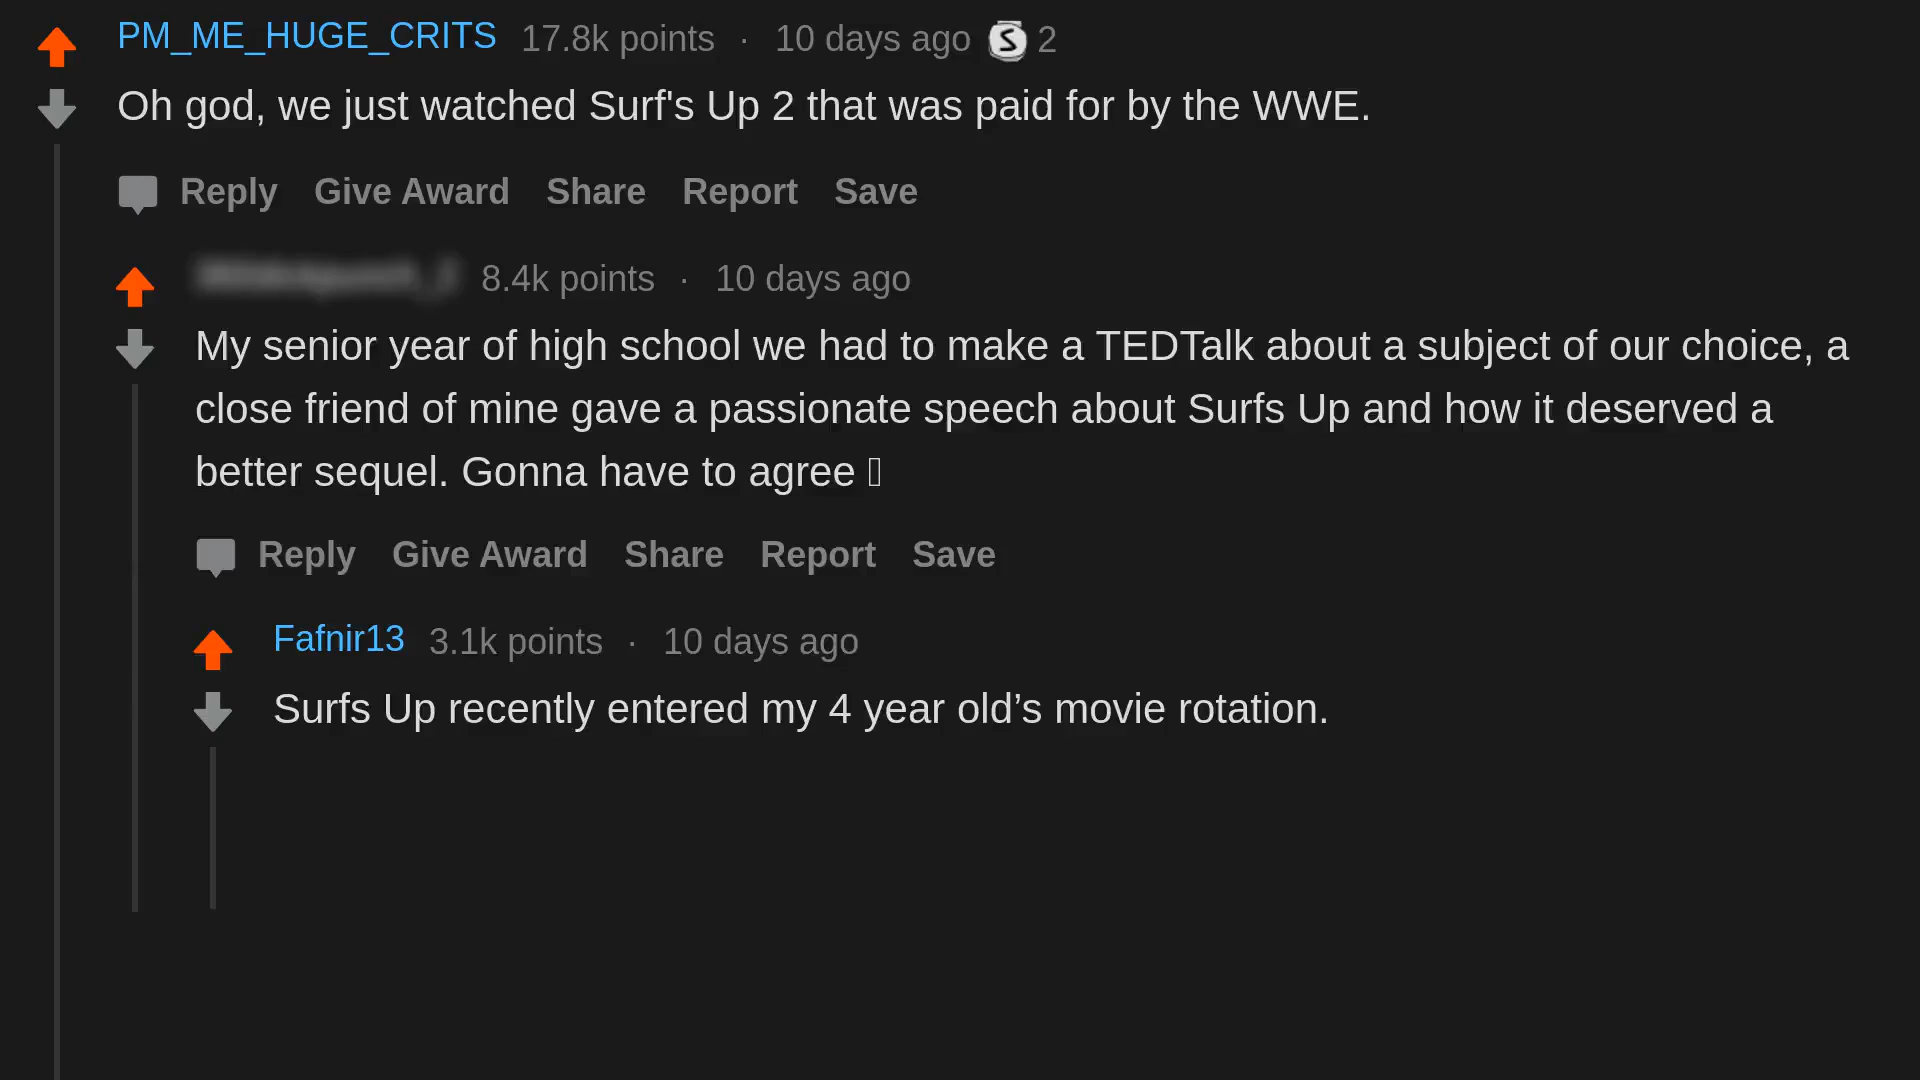 PM_ME_HUGE_CRITS 17.8k points · 10 days ago S 2
Oh god, we just watched Surf's Up 2 that was paid for by the WWE.
Reply Give Award Share Report Save
8.4k points · 10 days ago
My senior year of high school we had to make a TEDTalk about a subject of our choice, a
close friend of mine gave a passionate speech about Surfs Up and how it deserved a
better sequel. Gonna have to agree
Reply Give Award Share Report Save
Fafnir13 3.1k points · 10 days ago
Surfs Up recently entered my 4 year old’s movie rotation.